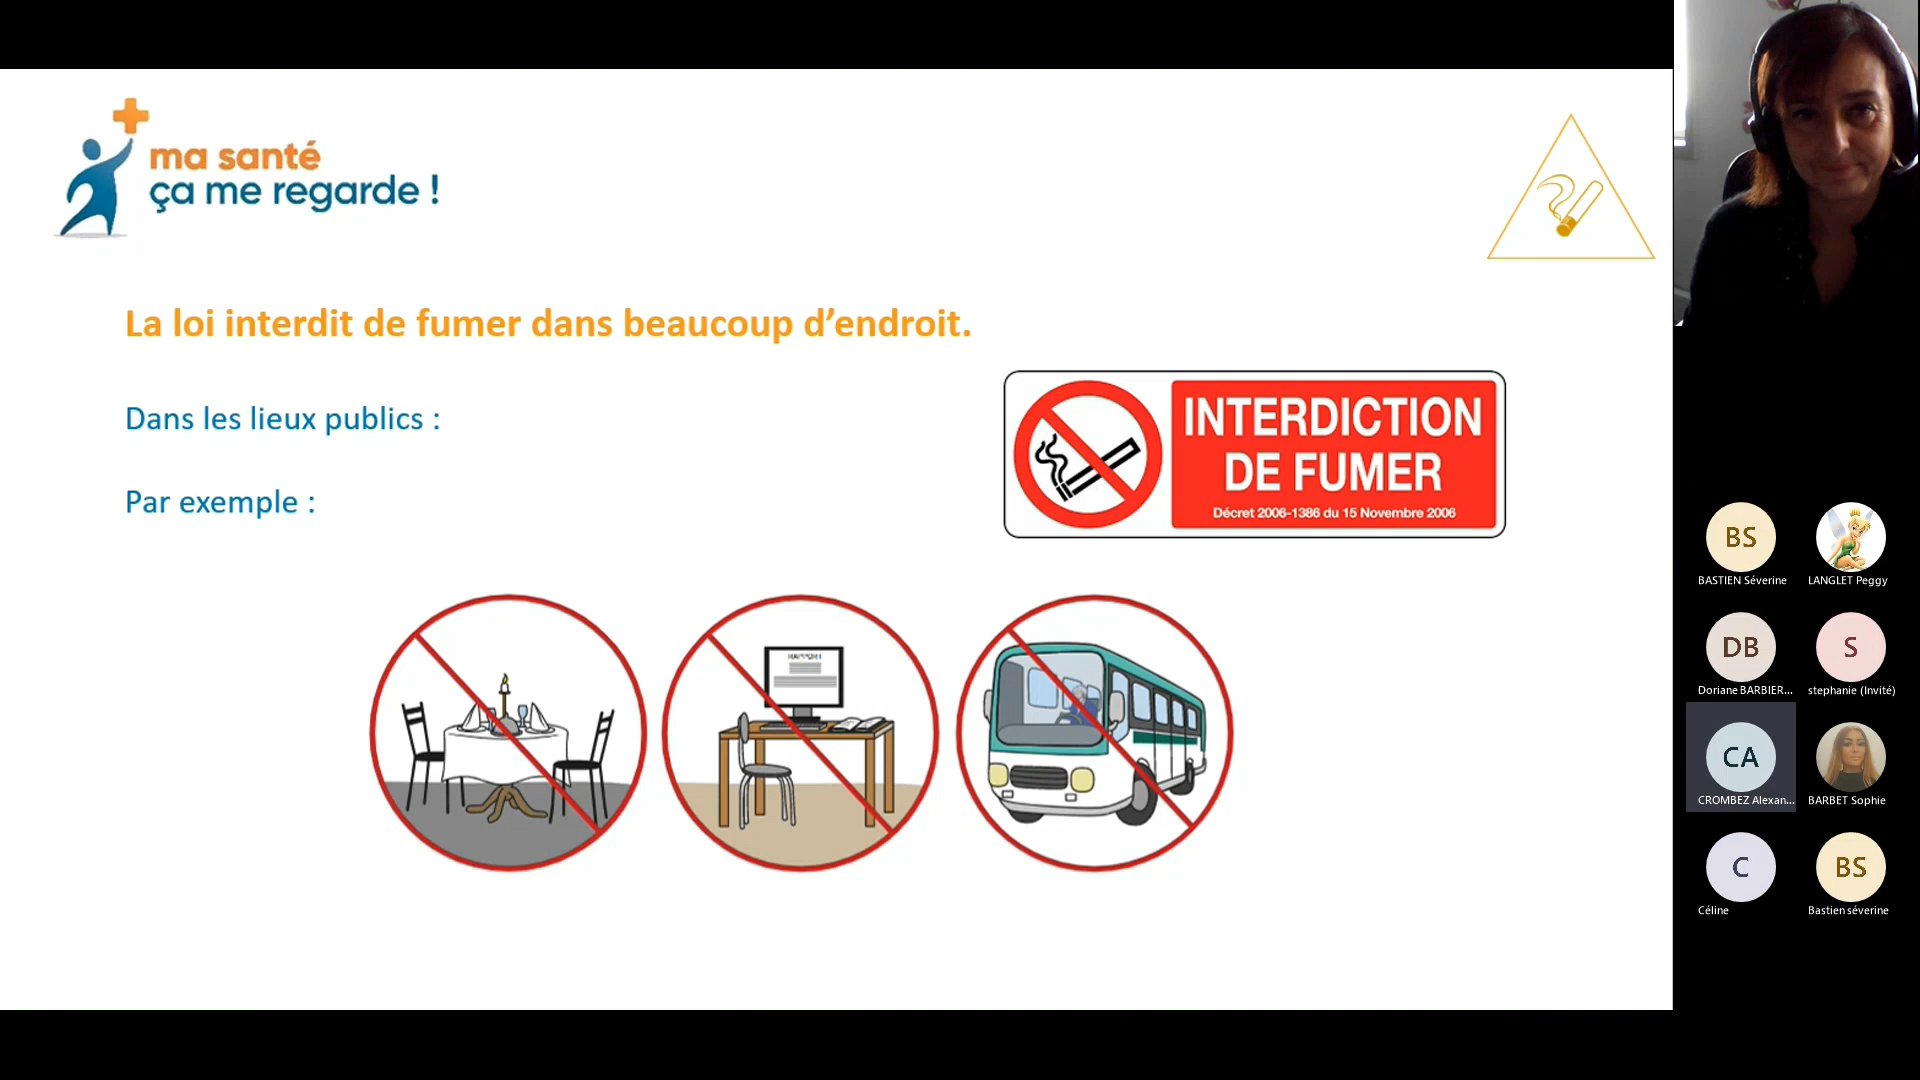 ma santé
ça me regarde !
La loi interdit de fumer dans beaucoup d’endroit.
Dans les lieux publics :
Par exemple :
INTERDICTION
DE FUMER
Décret 2006-1386 du 15 Novembre 2006
RAPPORT
BS
BASTIEN Séverine
LANGLET Peggy
DB
Doriane BARBIER...
S
stephanie (Invité)
CA
CROMBEZ Alexan...
BARBET Sophie
C
Céline
BS
Bastien séverine